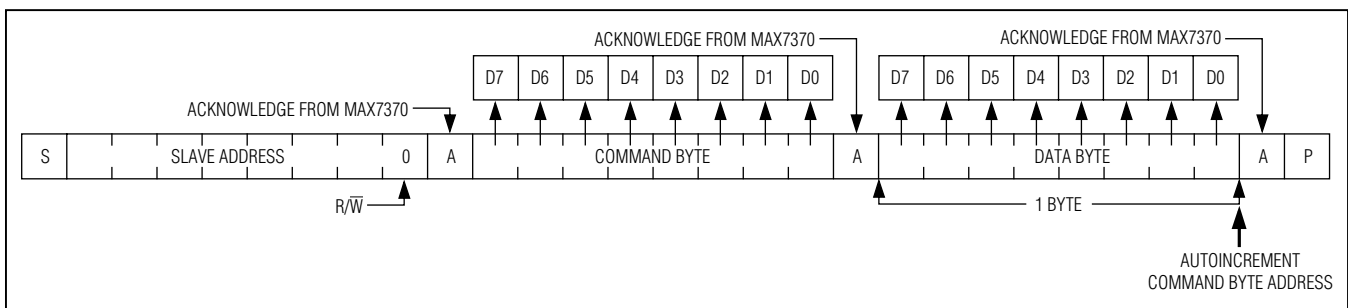 ACKNOWLEDGE FROM MAX7370 ACKNOWLEDGE FROM MAX7370
D7 D6 D5 D4 D3 D2 D1 D0 D7 D6 D5 D4 D3 D2 D1 D0
ACKNOWLEDGE FROM MAX7370
S SLAVE ADDRESS 0 A COMMAND BYTE A DATA BYTE A P
R/W̅ 1 BYTE
AUTOINCREMENT
COMMAND BYTE ADDRESS